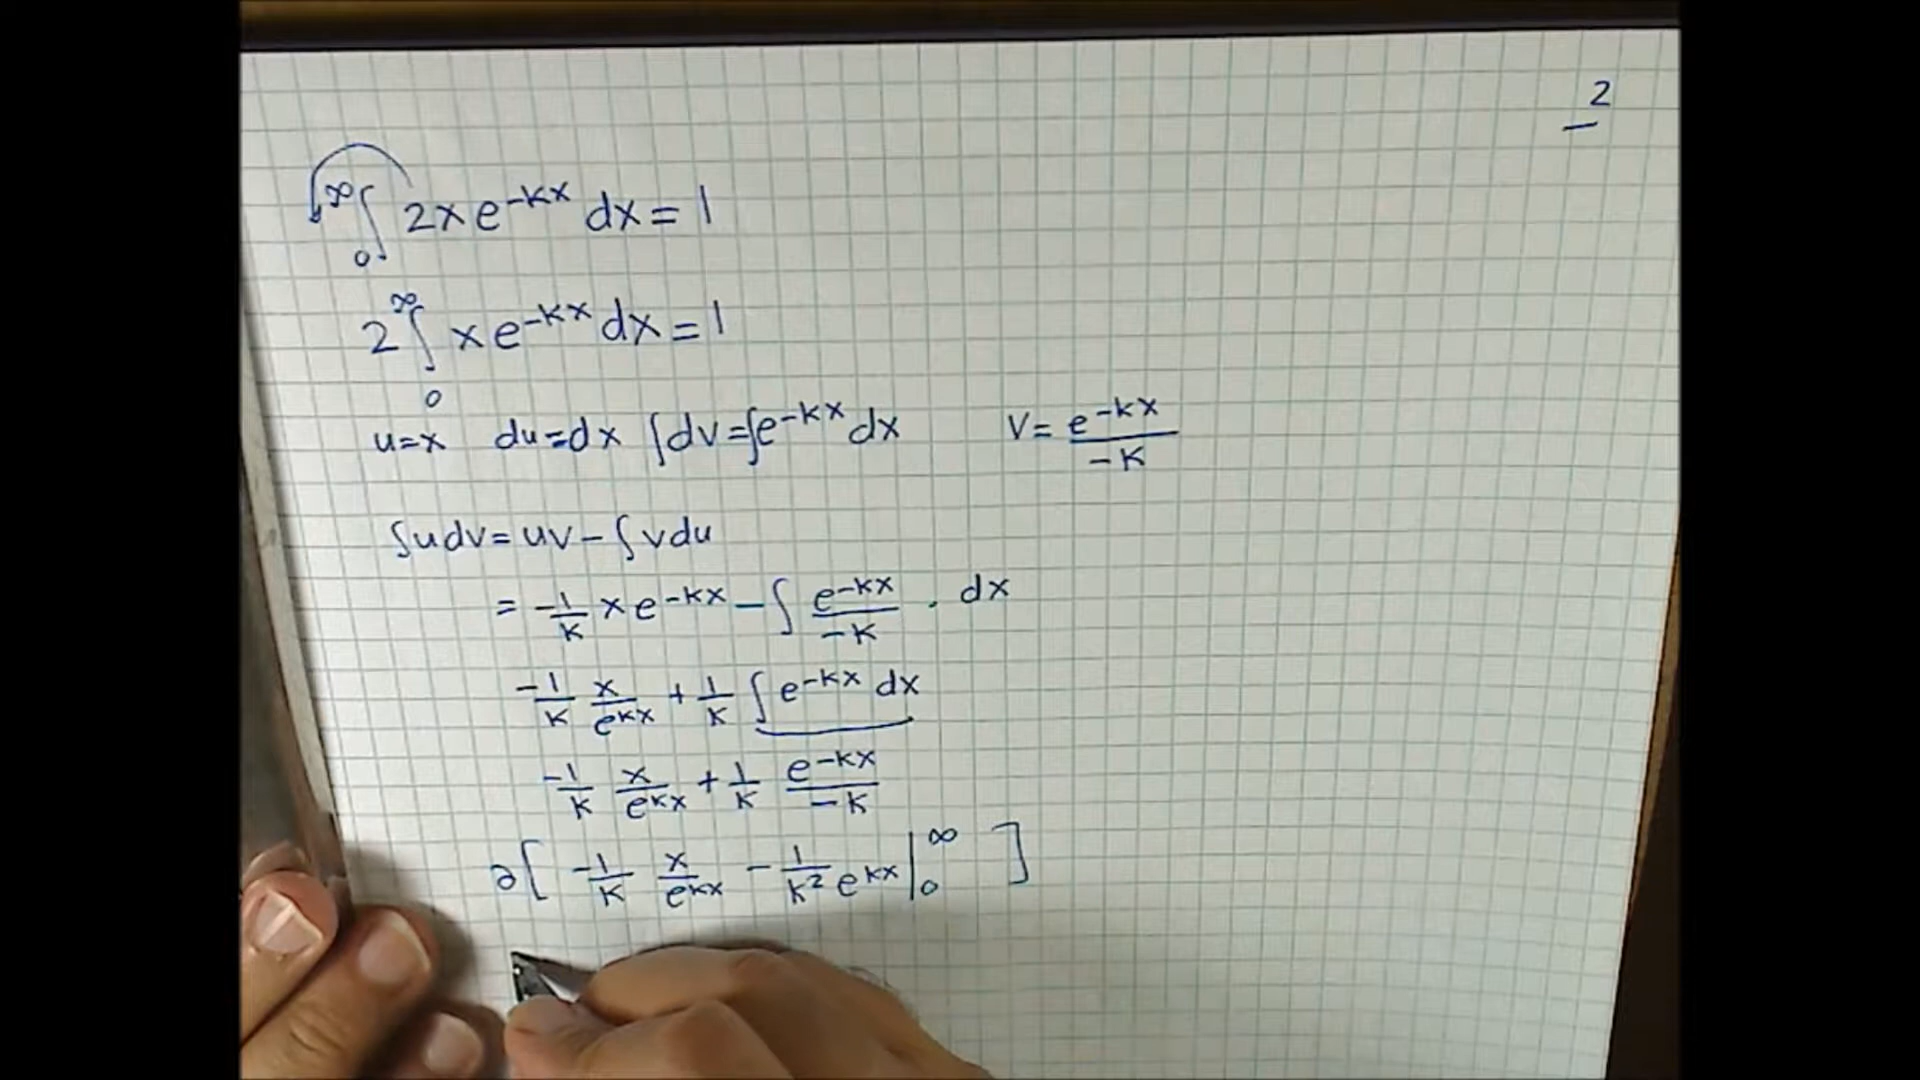 2
∞∫0 2xe^-kx dx = 1
2 ∞∫0 xe^-kx dx = 1
u=x du=dx ∫dv=∫e^-kx dx v= e^-kx/-k
∫udv= uv - ∫vdu
= -1/k xe^-kx - ∫ e^-kx/-k . dx
-1/k x/e^kx + 1/k ∫ e^-kx dx
-1/k x/e^kx + 1/k e^-kx/-k
2[ -1/k x/e^kx - 1/k² e^kx |∞0 ]